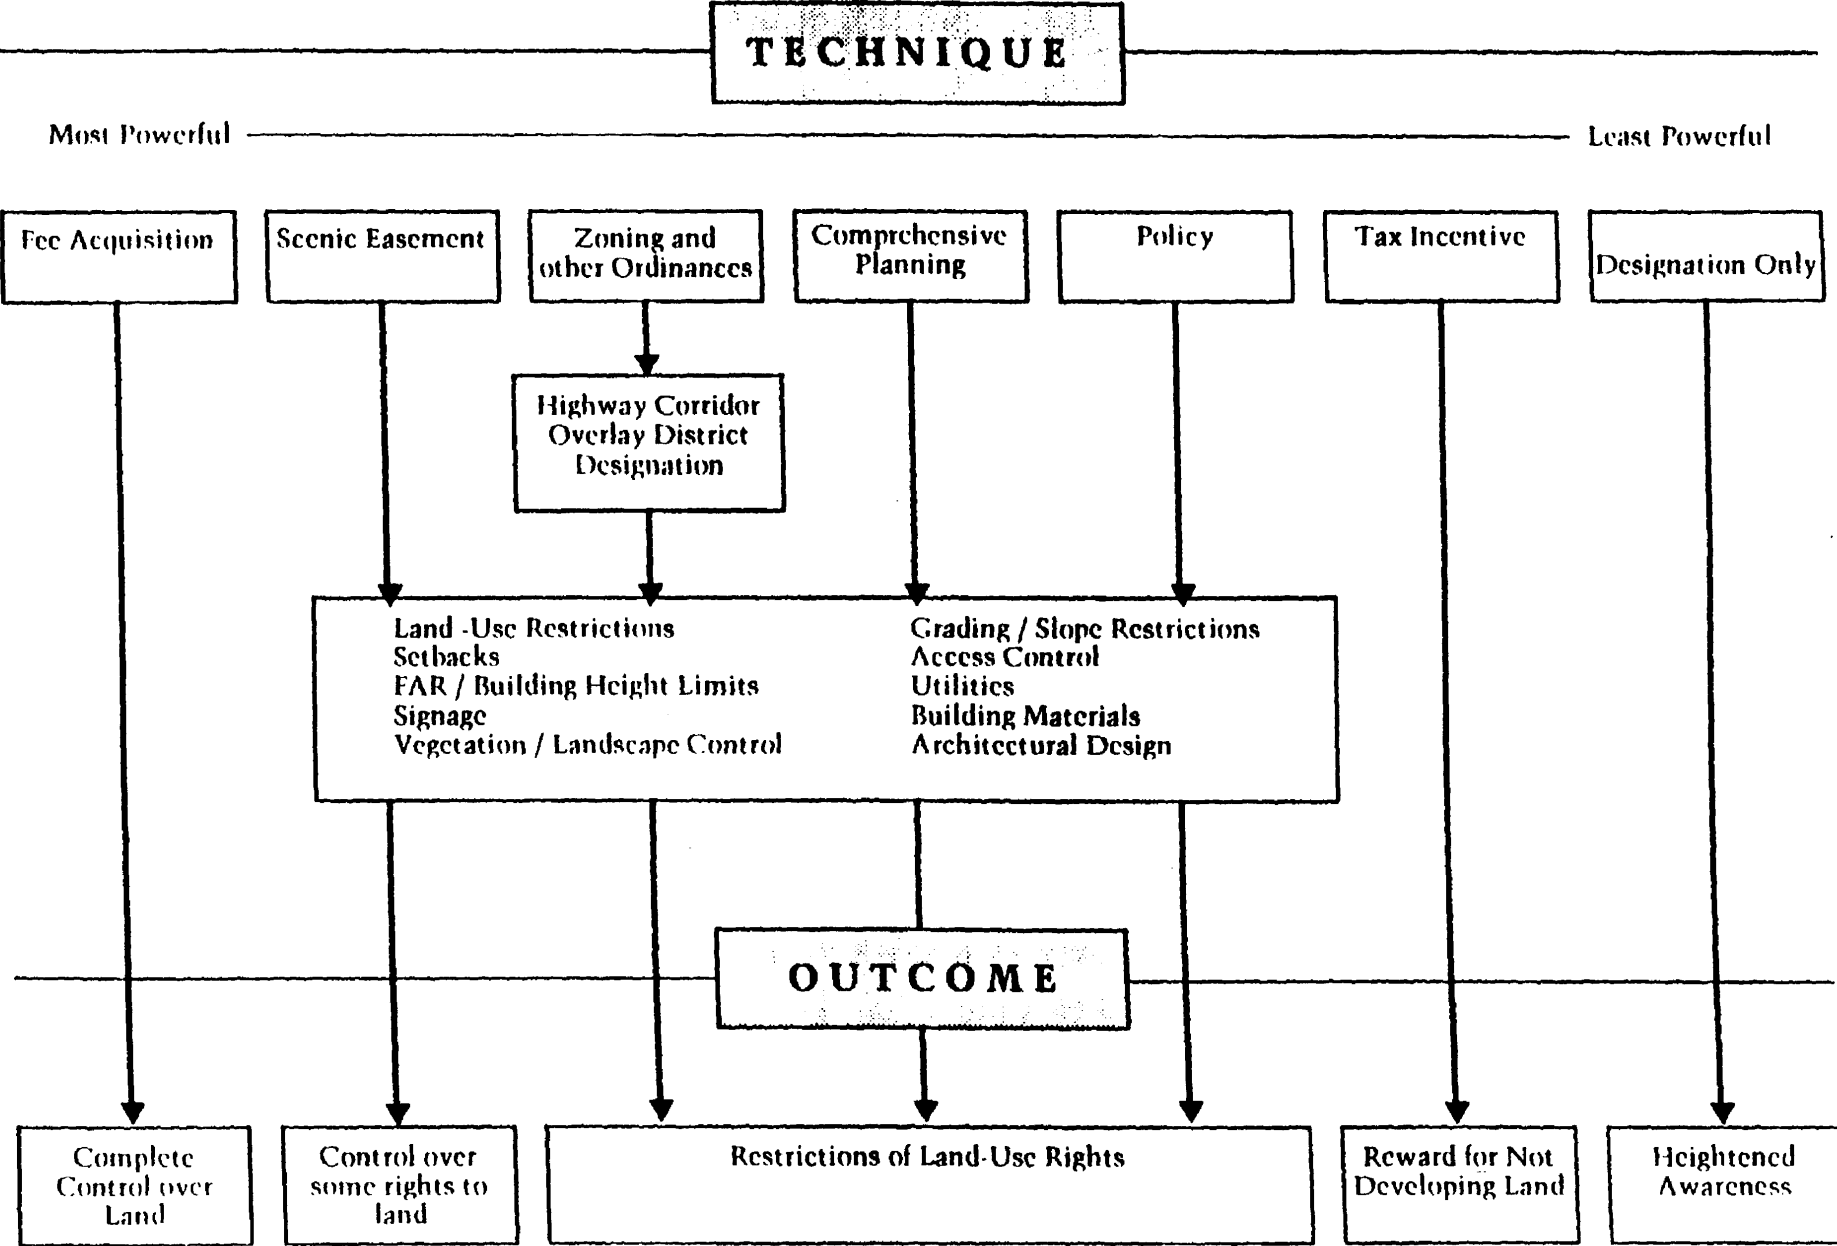 TECHNIQUE
Most Powerful
Least Powerful
Fee Acquisition
Scenic Easement
Zoning and
other Ordinances
Comprehensive
Planning
Policy
Tax Incentive
Designation Only
Highway Corridor
Overlay District
Designation
Land -Use Restrictions
Setbacks
FAR / Building Height Limits
Signage
Vegetation / Landscape Control
Grading / Slope Restrictions
Access Control
Utilities
Building Materials
Architectural Design
OUTCOME
Complete
Control over
Land
Control over
some rights to
land
Restrictions of Land-Use Rights
Reward for Not
Developing Land
Heightened
Awareness